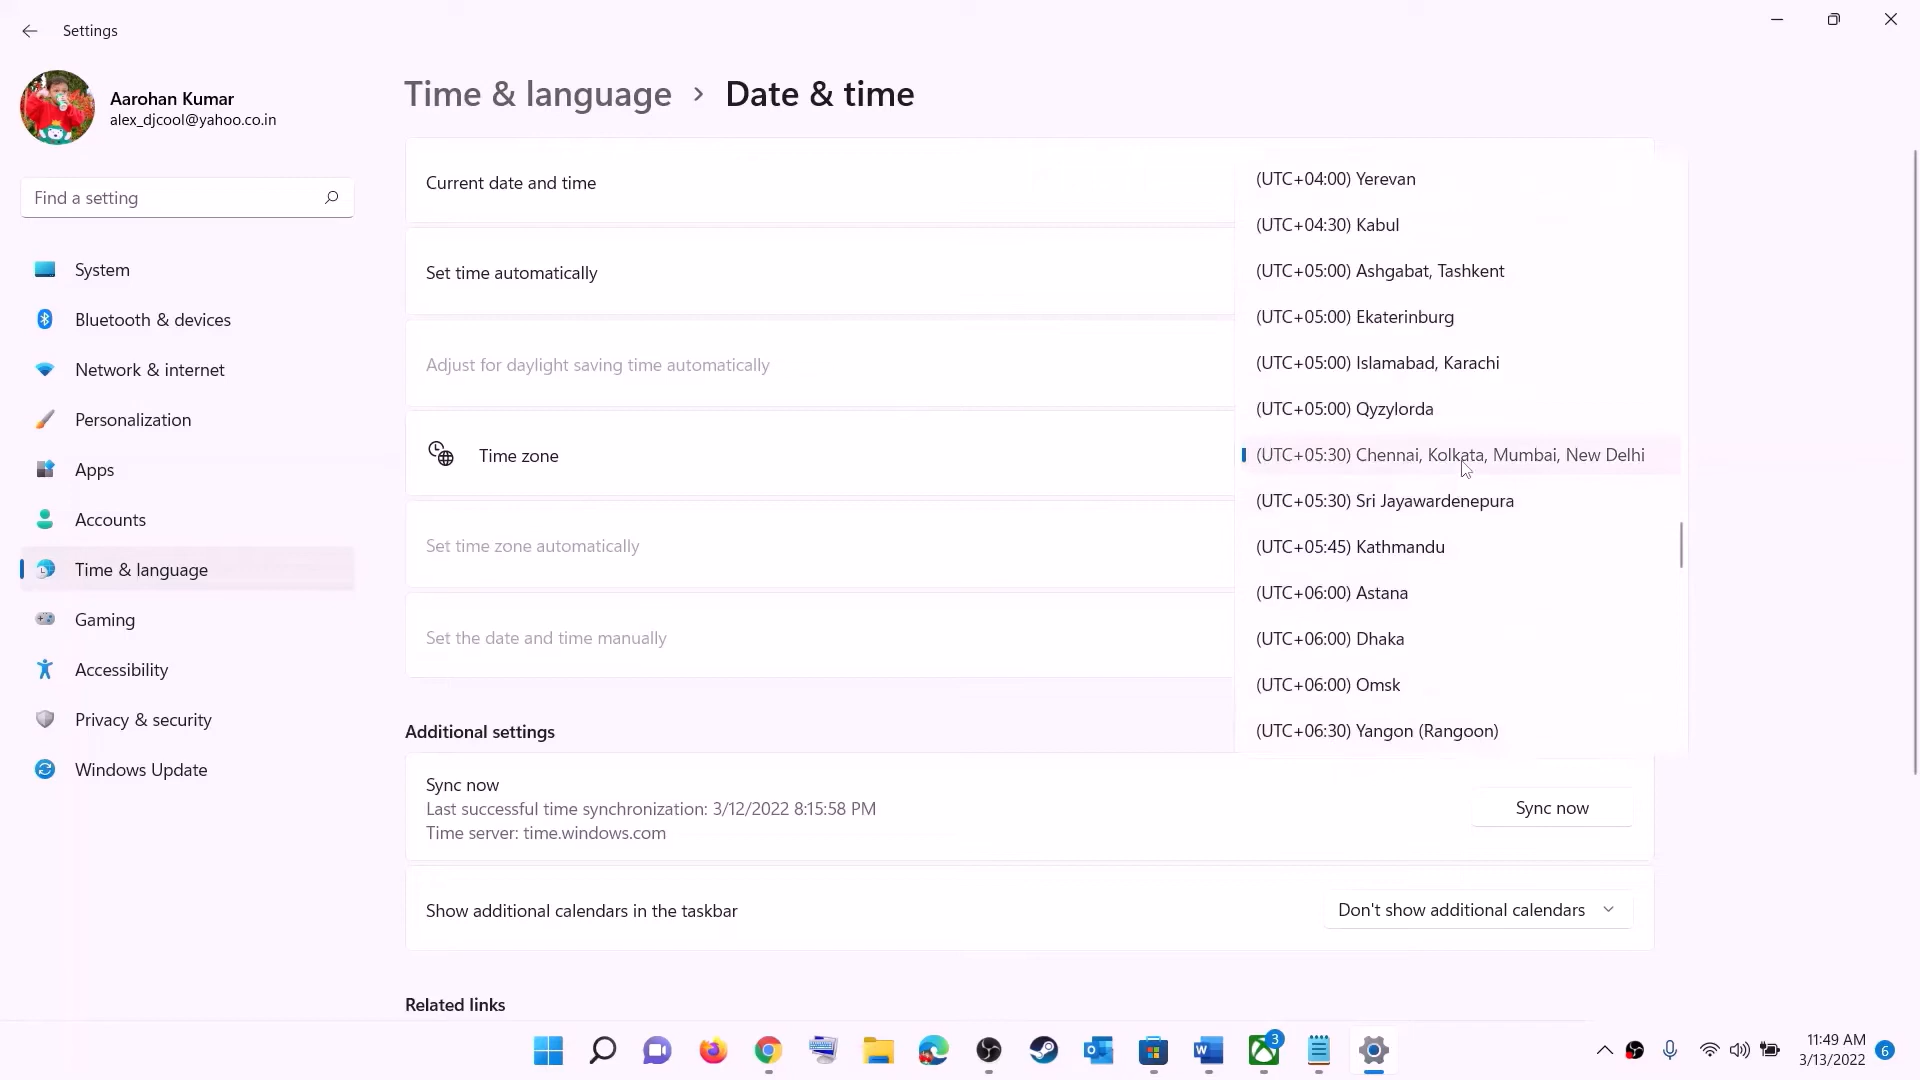 Settings
Aarohan Kumar
alex_djcool@yahoo.co.in
Find a setting
System
Bluetooth & devices
Network & internet
Personalization
Apps
Accounts
Time & language
Gaming
Accessibility
Privacy & security
Windows Update
Time & language > Date & time
Current date and time
Set time automatically
Adjust for daylight saving time automatically
Time zone
Set time zone automatically
Set the date and time manually
(UTC+04:00) Yerevan
(UTC+04:30) Kabul
(UTC+05:00) Ashgabat, Tashkent
(UTC+05:00) Ekaterinburg
(UTC+05:00) Islamabad, Karachi
(UTC+05:00) Qyzylorda
(UTC+05:30) Chennai, Kolkata, Mumbai, New Delhi
(UTC+05:30) Sri Jayawardenepura
(UTC+05:45) Kathmandu
(UTC+06:00) Astana
(UTC+06:00) Dhaka
(UTC+06:00) Omsk
(UTC+06:30) Yangon (Rangoon)
Additional settings
Sync now
Last successful time synchronization: 3/12/2022 8:15:58 PM
Time server: time.windows.com
Sync now
Show additional calendars in the taskbar
Don't show additional calendars
Related links
3
11:49 AM
3/13/2022
6